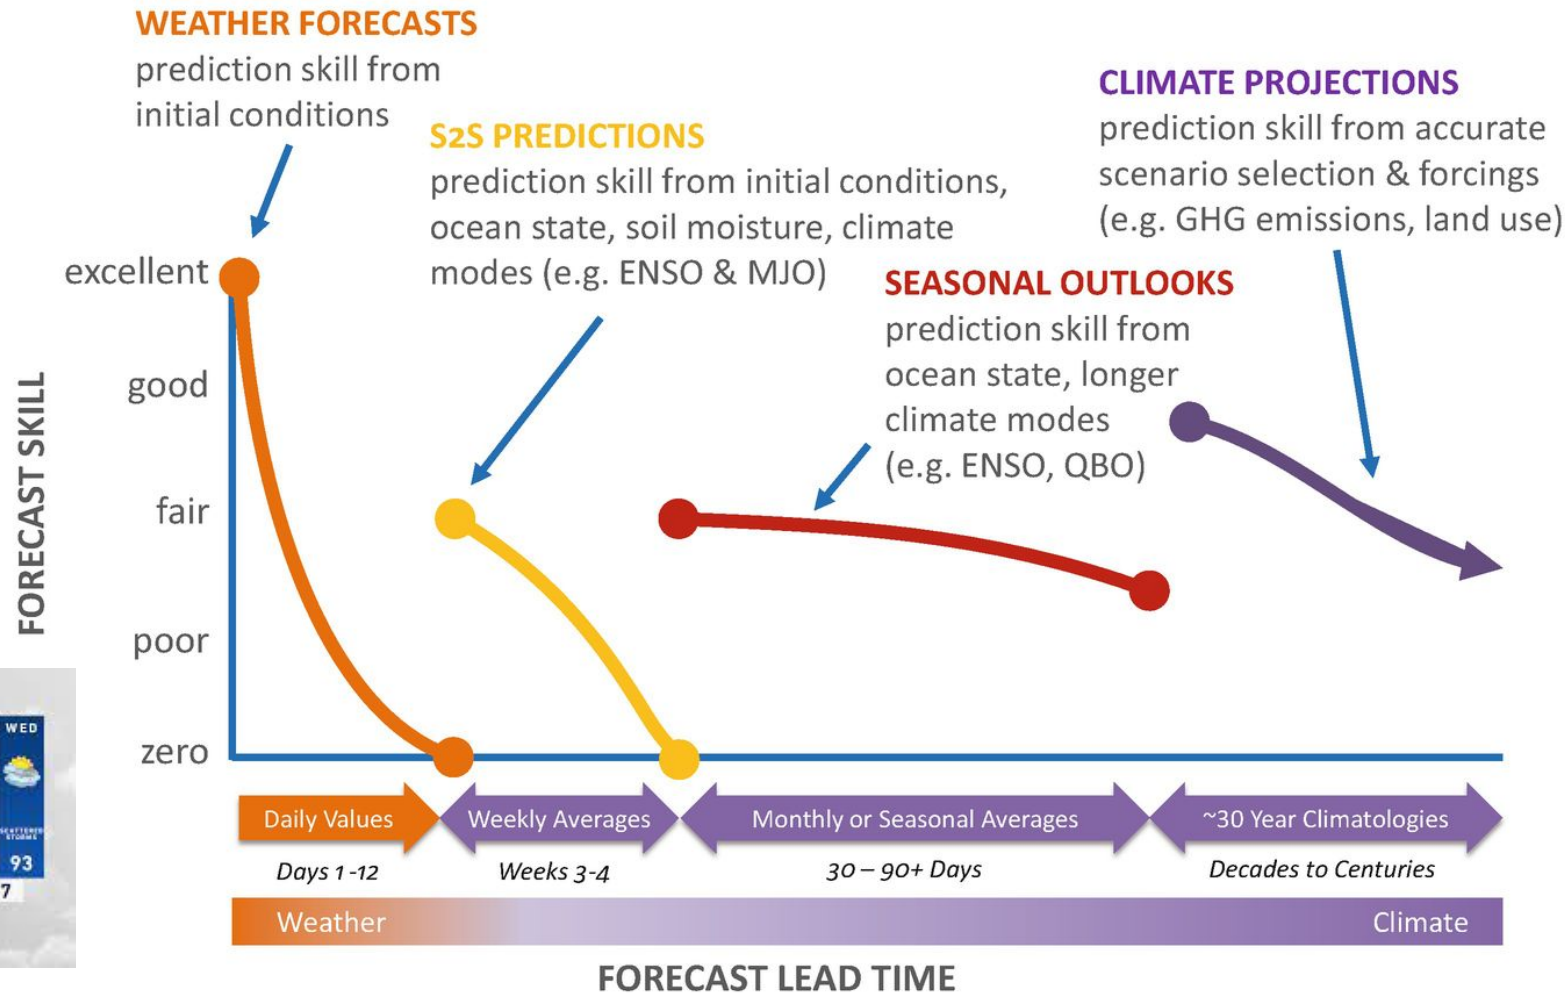 WEATHER FORECASTS
prediction skill from
initial conditions
S2S PREDICTIONS
prediction skill from initial conditions,
ocean state, soil moisture, climate
modes (e.g. ENSO & MJO)
CLIMATE PROJECTIONS
prediction skill from accurate
scenario selection & forcings
(e.g. GHG emissions, land use)
SEASONAL OUTLOOKS
prediction skill from
ocean state, longer
climate modes
(e.g. ENSO, QBO)
FORECAST SKILL
excellent
good
fair
poor
zero
WED
SCATTERED
STORMS
93
7
Daily Values
Weekly Averages
Monthly or Seasonal Averages
~30 Year Climatologies
Days 1 -12
Weeks 3-4
30 – 90+ Days
Decades to Centuries
Weather
Climate
FORECAST LEAD TIME